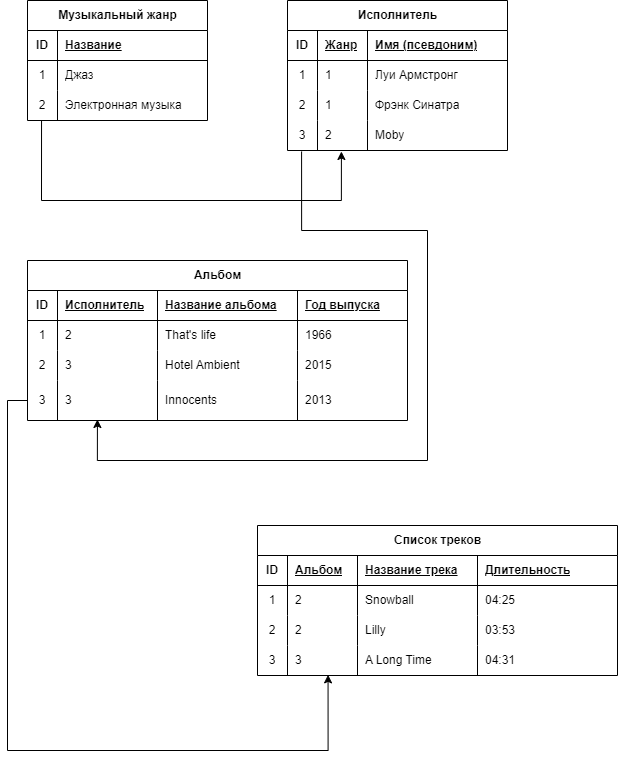 Музыкальный жанр
ID Название
1 Джаз
2 Электронная музыка
Исполнитель
ID Жанр Имя (псевдоним)
1 1 Луи Армстронг
2 1 Фрэнк Синатра
3 2 Moby
Альбом
ID Исполнитель Название альбома Год выпуска
1 2 That's life 1966
2 3 Hotel Ambient 2015
3 3 Innocents 2013
Список треков
ID Альбом Название трека Длительность
1 2 Snowball 04:25
2 2 Lilly 03:53
3 3 A Long Time 04:31